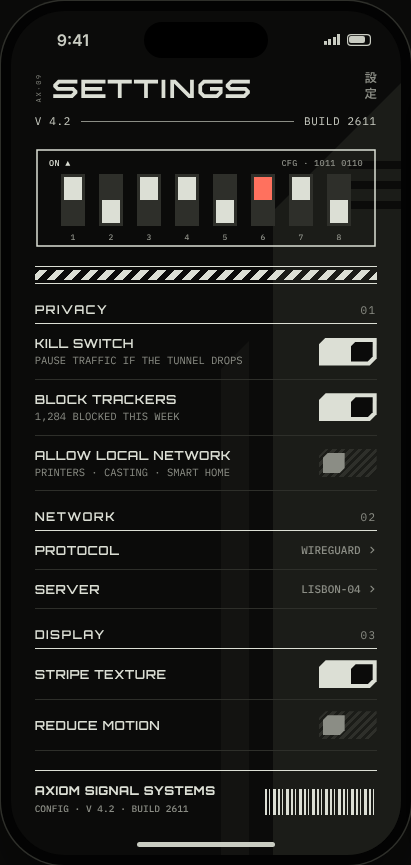 9:41
AX-09
SETTINGS
設定
V 4.2
BUILD 2611
ON ▲
CFG · 1011 0110
1 2 3 4 5 6 7 8
PRIVACY 01
KILL SWITCH
PAUSE TRAFFIC IF THE TUNNEL DROPS
BLOCK TRACKERS
1,284 BLOCKED THIS WEEK
ALLOW LOCAL NETWORK
PRINTERS · CASTING · SMART HOME
NETWORK 02
PROTOCOL WIREGUARD >
SERVER LISBON-04 >
DISPLAY 03
STRIPE TEXTURE
REDUCE MOTION
AXIOM SIGNAL SYSTEMS
CONFIG · V 4.2 · BUILD 2611